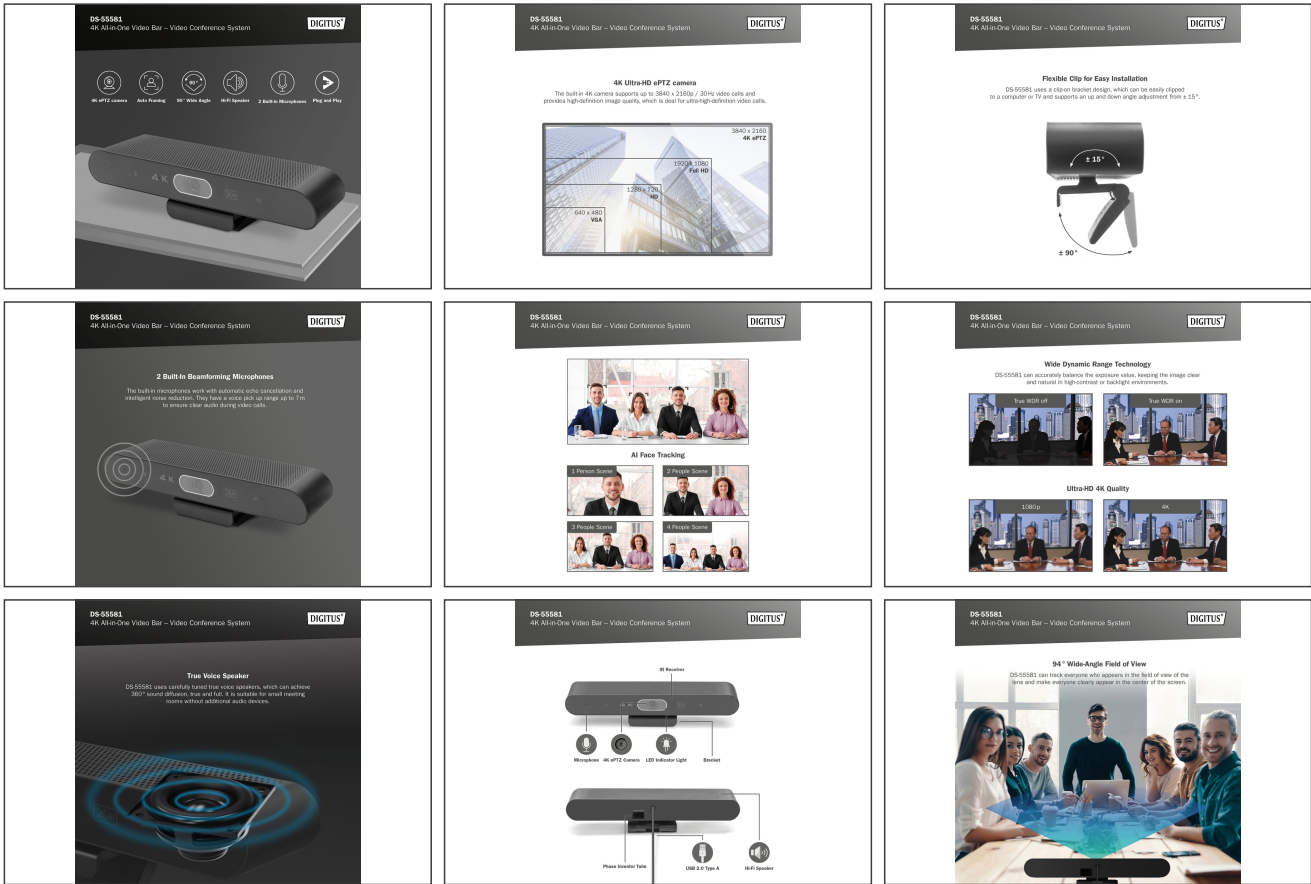 DS-55581
4K All-in-One Video Bar – Video Conference System
DIGITUS®
4K ePTZ camera
Auto Framing
90° Wide Angle
Hi-Fi Speaker
2 Built-in Microphones
Plug and Play
90°
4K
DS-55581
4K All-in-One Video Bar – Video Conference System
DIGITUS®
4K Ultra-HD ePTZ camera
The built-in 4K camera supports up to 3840 x 2160p / 30 Hz video calls and
provides high-definition image quality, which is deal for ultra-high-definition video calls.
3840 x 2160
4K ePTZ
1920 x 1080
Full HD
1280 x 720
HD
640 x 480
VGA
DS-55581
4K All-in-One Video Bar – Video Conference System
DIGITUS®
Flexible Clip for Easy Installation
DS-55581 uses a clip-on bracket design, which can be easily clipped
to a computer or TV and supports an up and down angle adjustment from ± 15°.
± 15°
± 90°
DS-55581
4K All-in-One Video Bar – Video Conference System
DIGITUS®
2 Built-In Beamforming Microphones
The built-in microphones work with automatic echo cancellation and
intelligent noise reduction. They have a voice pick up range up to 7 m
to ensure clear audio during video calls.
4K
DS-55581
4K All-in-One Video Bar – Video Conference System
DIGITUS®
AI Face Tracking
1 Person Scene
2 People Scene
3 People Scene
4 People Scene
DS-55581
4K All-in-One Video Bar – Video Conference System
DIGITUS®
Wide Dynamic Range Technology
DS-55581 can accurately balance the exposure value, keeping the image clear
and natural in high-contrast or backlight environments.
True WDR off
True WDR on
Ultra-HD 4K Quality
1080p
4K
DS-55581
4K All-in-One Video Bar – Video Conference System
DIGITUS®
True Voice Speaker
DS-55581 uses carefully tuned true voice speakers, which can achieve
360° sound diffusion, true and full. It is suitable for small meeting
rooms without additional audio devices.
DS-55581
4K All-in-One Video Bar – Video Conference System
DIGITUS®
IR Receiver
Microphone
4K ePTZ Camera
LED Indicator Light
Bracket
Phase Inventor Tube
USB 2.0 Type A
Hi-Fi Speaker
DS-55581
4K All-in-One Video Bar – Video Conference System
DIGITUS®
94° Wide-Angle Field of View
DS-55581 can track everyone who appears in the field of view of the
lens and make everyone clearly appear in the center of the screen.